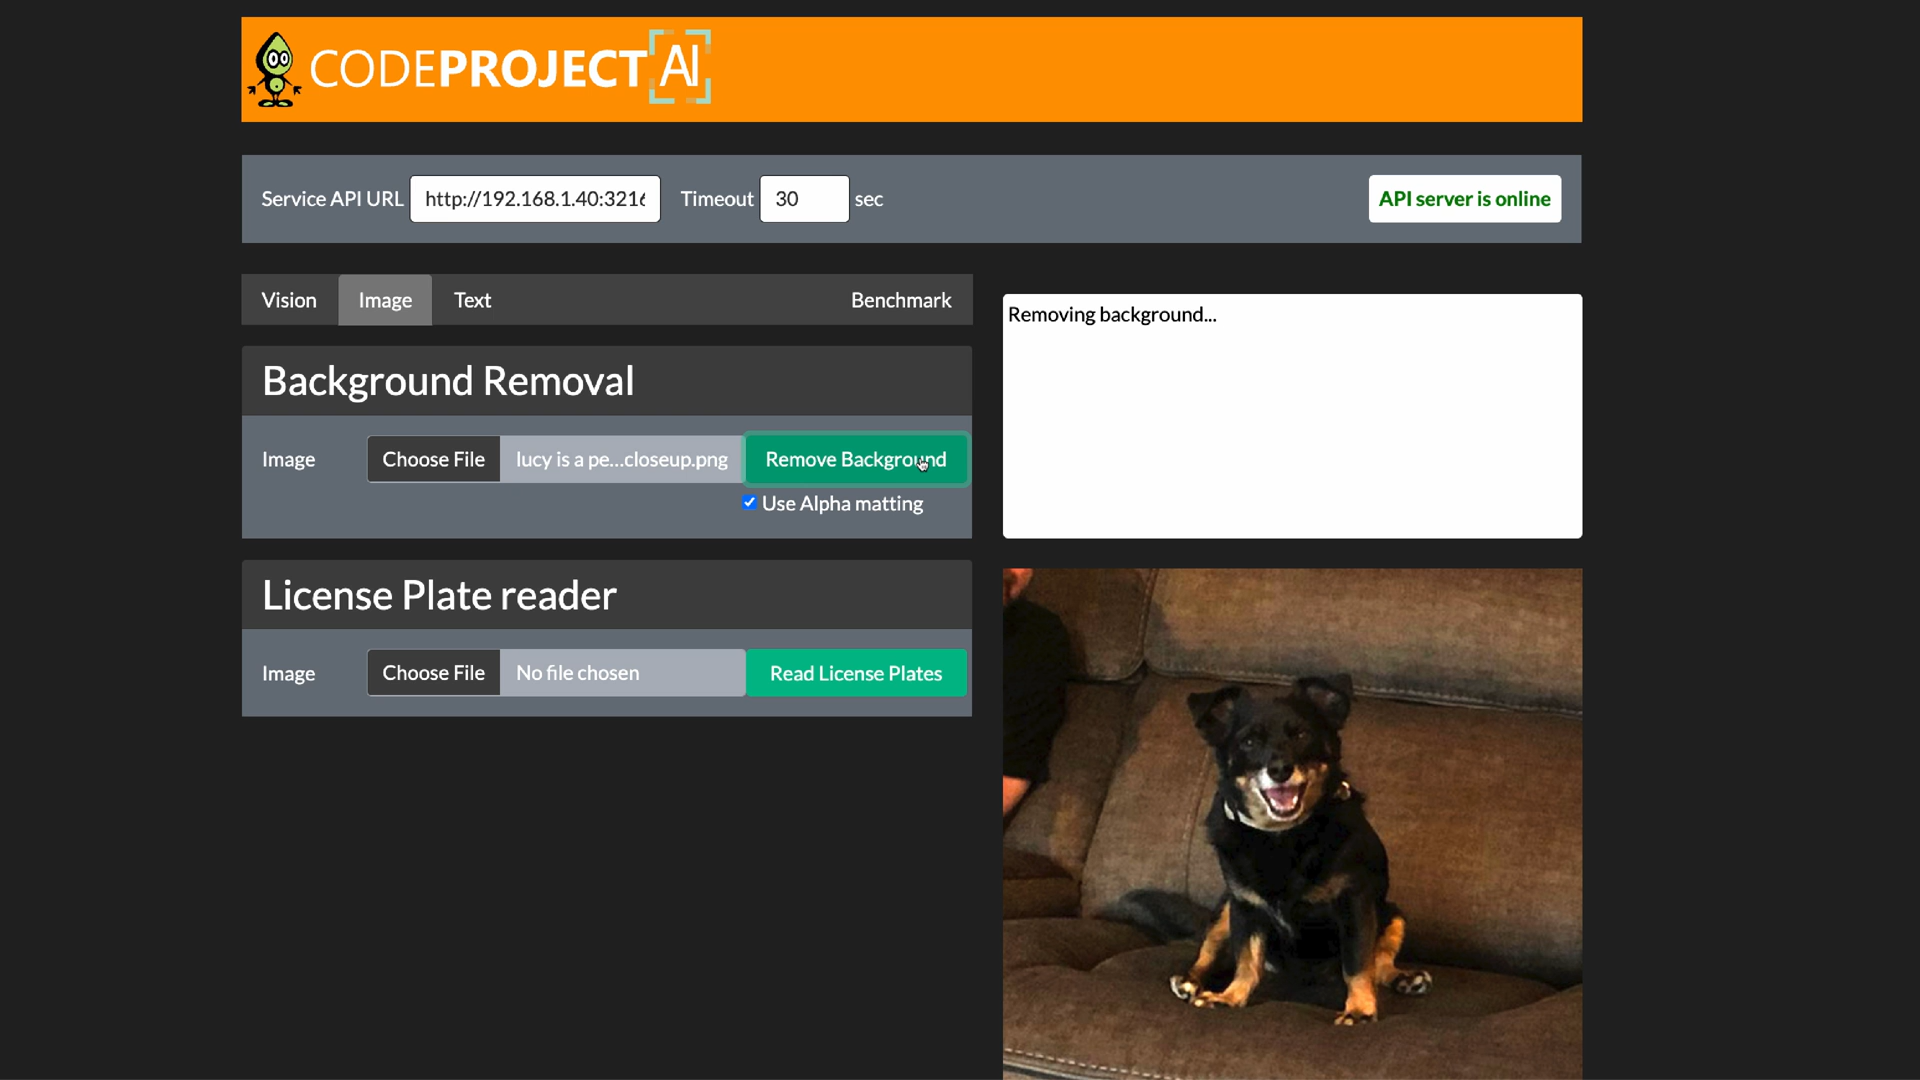 CODEPROJECT AI
Service API URL http://192.168.1.40:3216 Timeout 30 sec API server is online
Vision Image Text Benchmark
Removing background...
Background Removal
Image Choose File lucy is a pe...closeup.png Remove Background
Use Alpha matting
License Plate reader
Image Choose File No file chosen Read License Plates